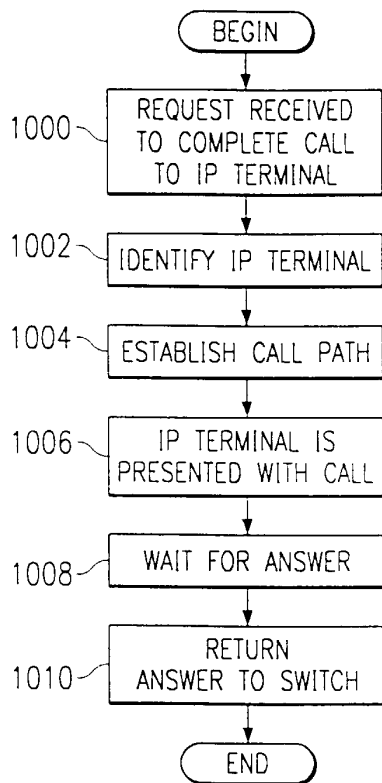 BEGIN
1000
REQUEST RECEIVED
TO COMPLETE CALL
TO IP TERMINAL
1002
IDENTIFY IP TERMINAL
1004
ESTABLISH CALL PATH
1006
IP TERMINAL IS
PRESENTED WITH CALL
1008
WAIT FOR ANSWER
1010
RETURN
ANSWER TO SWITCH
END